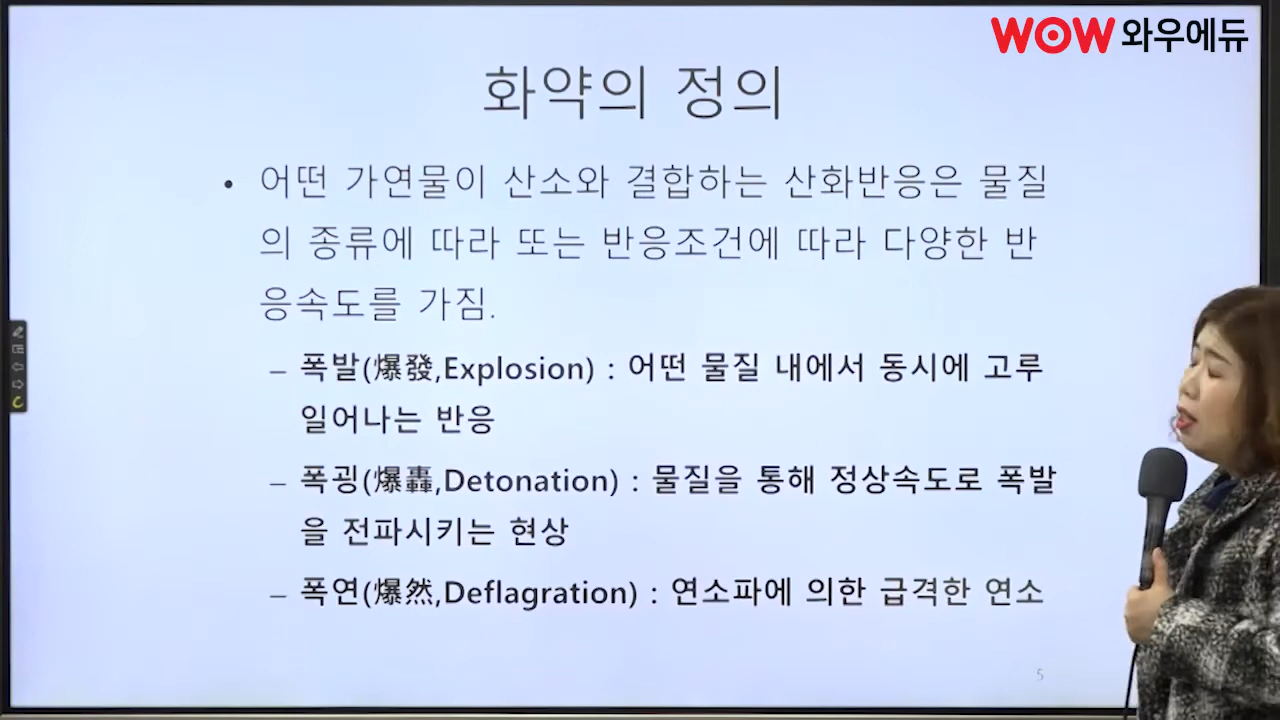 WOW 와우에듀
화약의 정의
• 어떤 가연물이 산소와 결합하는 산화반응은 물질
의 종류에 따라 또는 반응조건에 따라 다양한 반
응속도를 가짐.
– 폭발(爆發,Explosion) : 어떤 물질 내에서 동시에 고루
일어나는 반응
– 폭굉(爆轟,Detonation) : 물질을 통해 정상속도로 폭발
을 전파시키는 현상
– 폭연(爆然,Deflagration) : 연소파에 의한 급격한 연소
5